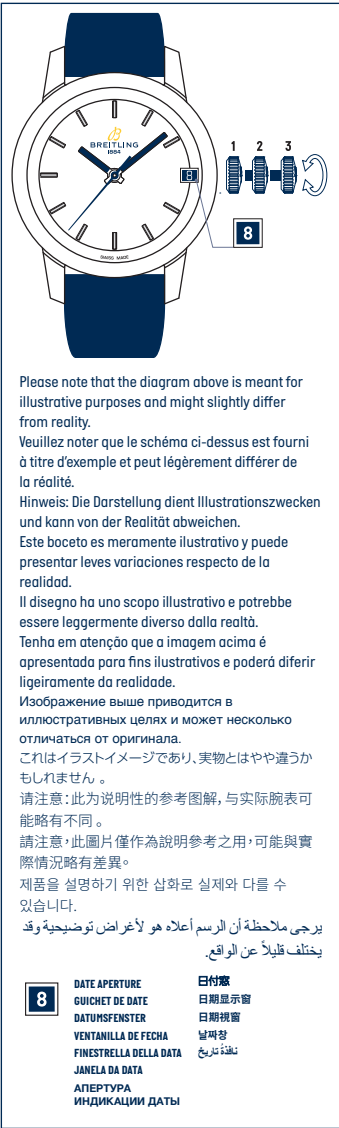 BREITLING
1884
8
SWISS MADE
1 2 3
8
Please note that the diagram above is meant for
illustrative purposes and might slightly differ
from reality.
Veuillez noter que le schéma ci-dessus est fourni
à titre d'exemple et peut légèrement différer de
la réalité.
Hinweis: Die Darstellung dient Illustrationszwecken
und kann von der Realität abweichen.
Este boceto es meramente ilustrativo y puede
presentar leves variaciones respecto de la
realidad.
Il disegno ha uno scopo illustrativo e potrebbe
essere leggermente diverso dalla realtà.
Tenha em atenção que a imagem acima é
apresentada para fins ilustrativos e poderá diferir
ligeiramente da realidade.
Изображение выше приводится в
иллюстративных целях и может несколько
отличаться от оригинала.
これはイラストイメージであり、実物とはやや違うか
もしれません 。
请注意：此为说明性的参考图解，与实际腕表可
能略有不同 。
請注意，此圖片僅作為說明參考之用，可能與實
際情況略有差異。
제품을 설명하기 위한 삽화로 실제와 다를 수
있습니다.
يرجى ملاحظة أن الرسم أعلاه هو لأغراض توضيحية وقد
يختلف قليلاً عن الواقع.
8
DATE APERTURE
GUICHET DE DATE
DATUMSFENSTER
VENTANILLA DE FECHA
FINESTRELLA DELLA DATA
JANELA DA DATA
АПЕРТУРА
ИНДИКАЦИИ ДАТЫ
日付窓
日期显示窗
日期視窗
날짜창
نافذةُ تاريخ